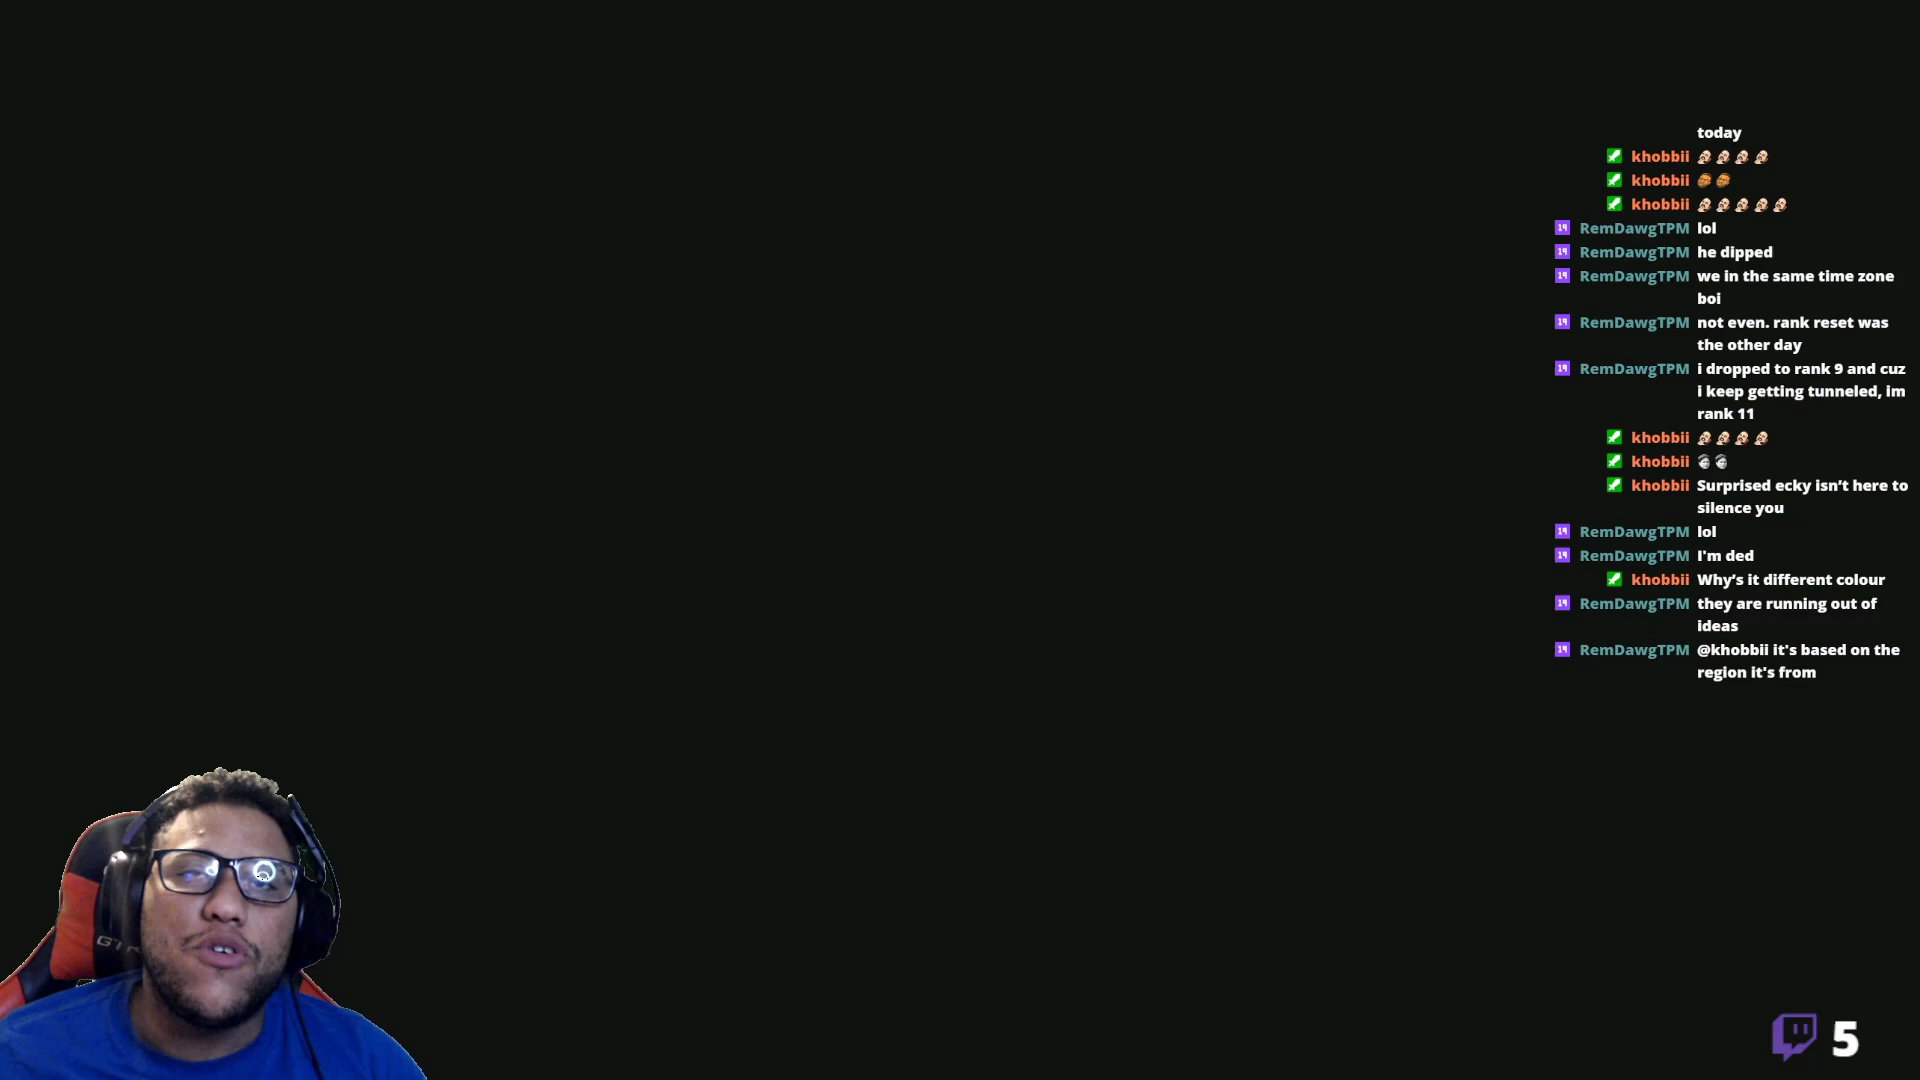 today
khobbii
khobbii
khobbii
RemDawgTPM lol
RemDawgTPM he dipped
RemDawgTPM we in the same time zone
boi
RemDawgTPM not even. rank reset was
the other day
RemDawgTPM i dropped to rank 9 and cuz
i keep getting tunneled, im
rank 11
khobbii
khobbii
khobbii Surprised ecky isn’t here to
silence you
RemDawgTPM lol
RemDawgTPM I'm ded
khobbii Why’s it different colour
RemDawgTPM they are running out of
ideas
RemDawgTPM @khobbii it's based on the
region it's from
GT
5